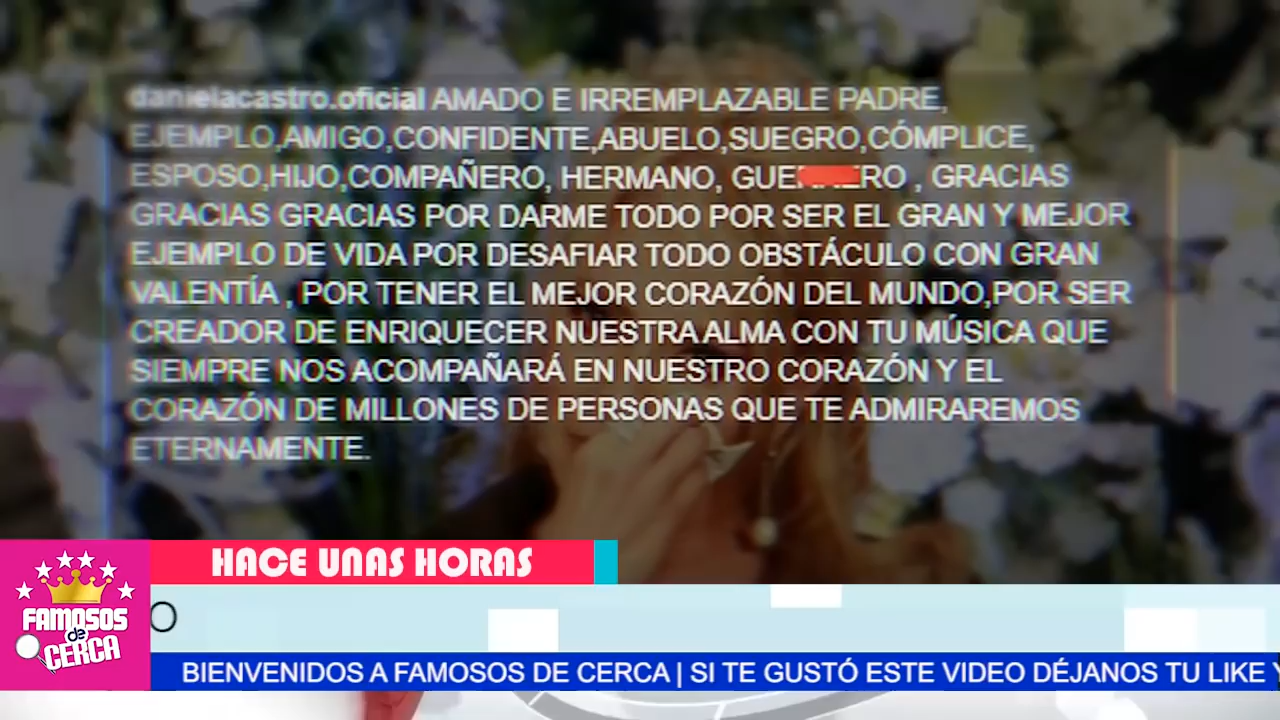 danielacastro.oficial AMADO E IRREMPLAZABLE PADRE,
EJEMPLO,AMIGO,CONFIDENTE,ABUELO,SUEGRO,CÓMPLICE,
ESPOSO,HIJO,COMPAÑERO, HERMANO, GUERRERO , GRACIAS
GRACIAS GRACIAS POR DARME TODO POR SER EL GRAN Y MEJOR
EJEMPLO DE VIDA POR DESAFIAR TODO OBSTÁCULO CON GRAN
VALENTÍA , POR TENER EL MEJOR CORAZÓN DEL MUNDO,POR SER
CREADOR DE ENRIQUECER NUESTRA ALMA CON TU MÚSICA QUE
SIEMPRE NOS ACOMPAÑARÁ EN NUESTRO CORAZÓN Y EL
CORAZÓN DE MILLONES DE PERSONAS QUE TE ADMIRAREMOS
ETERNAMENTE.
HACE UNAS HORAS
O
FAMOSOS
de
CERCA
BIENVENIDOS A FAMOSOS DE CERCA | SI TE GUSTÓ ESTE VIDEO DÉJANOS TU LIKE Y